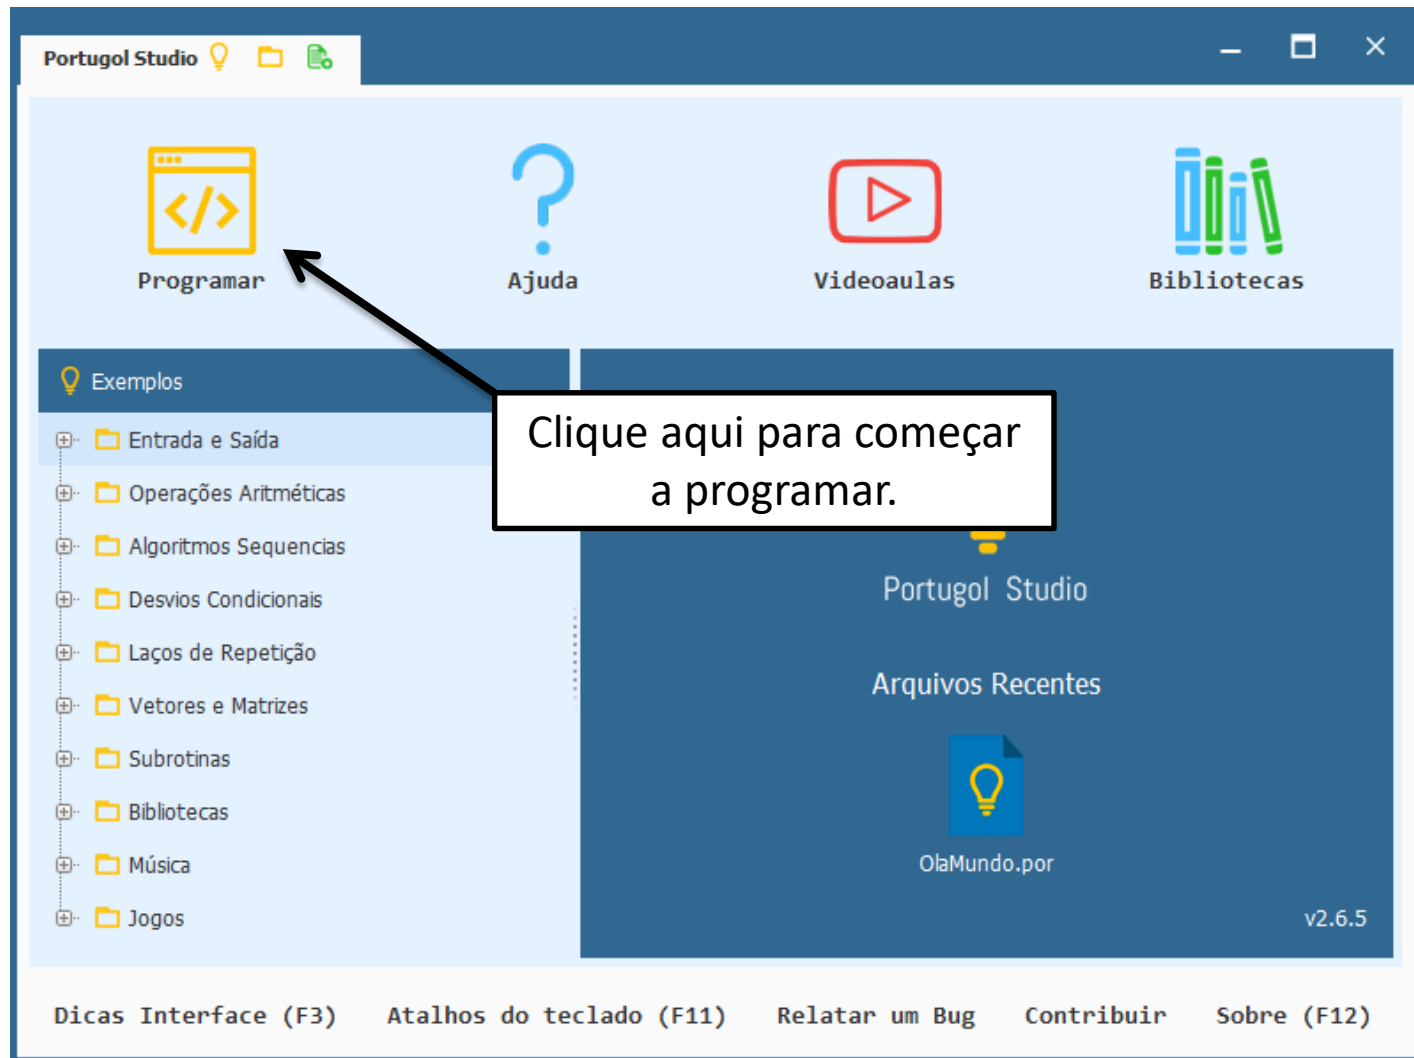 Portugol Studio
Programar
Ajuda
Videoaulas
Bibliotecas
Exemplos
Entrada e Saída
Operações Aritméticas
Algoritmos Sequencias
Desvios Condicionais
Laços de Repetição
Vetores e Matrizes
Subrotinas
Bibliotecas
Música
Jogos
Clique aqui para começar
a programar.
Portugol Studio
Arquivos Recentes
OlaMundo.por
v2.6.5
Dicas Interface (F3)
Atalhos do teclado (F11)
Relatar um Bug
Contribuir
Sobre (F12)